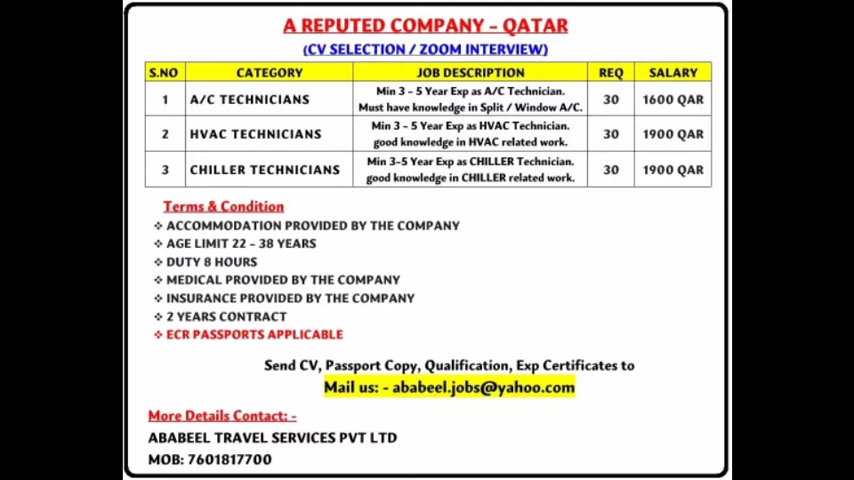 A REPUTED COMPANY - QATAR
(CV SELECTION / ZOOM INTERVIEW)
S.NO CATEGORY JOB DESCRIPTION REQ SALARY
1 A/C TECHNICIANS Min 3 - 5 Year Exp as A/C Technician. Must have knowledge in Split / Window A/C. 30 1600 QAR
2 HVAC TECHNICIANS Min 3 - 5 Year Exp as HVAC Technician. good knowledge in HVAC related work. 30 1900 QAR
3 CHILLER TECHNICIANS Min 3-5 Year Exp as CHILLER Technician. good knowledge in CHILLER related work. 30 1900 QAR
Terms & Condition
❖ ACCOMMODATION PROVIDED BY THE COMPANY
❖ AGE LIMIT 22 - 38 YEARS
❖ DUTY 8 HOURS
❖ MEDICAL PROVIDED BY THE COMPANY
❖ INSURANCE PROVIDED BY THE COMPANY
❖ 2 YEARS CONTRACT
❖ ECR PASSPORTS APPLICABLE
Send CV, Passport Copy, Qualification, Exp Certificates to
Mail us: - ababeel.jobs@yahoo.com
More Details Contact: -
ABABEEL TRAVEL SERVICES PVT LTD
MOB: 7601817700